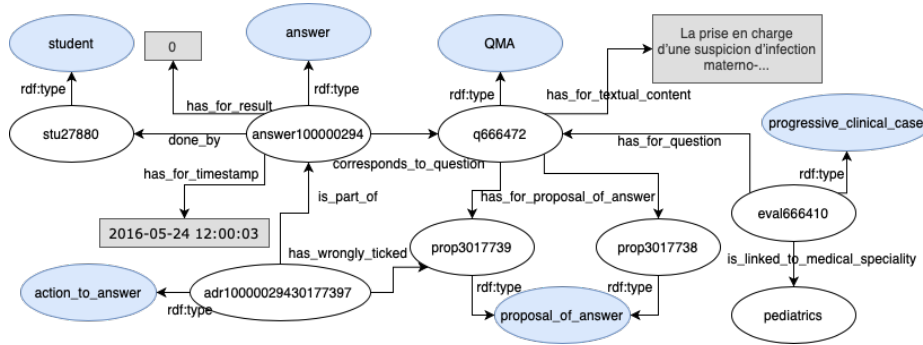 student
0
answer
QMA
La prise en charge
d'une suspicion d'infection
materno-...
rdf:type
has_for_result
rdf:type
rdf:type
has_for_textual_content
progressive_clinical_case
stu27880
done_by
answer100000294
corresponds_to_question
q666472
has_for_question
rdf:type
has_for_timestamp
is_part_of
has_for_proposal_of_answer
eval666410
2016-05-24 12:00:03
has_wrongly_ticked
prop3017739
prop3017738
is_linked_to_medical_speciality
action_to_answer
rdf:type
adr10000029430177397
rdf:type
rdf:type
proposal_of_answer
pediatrics